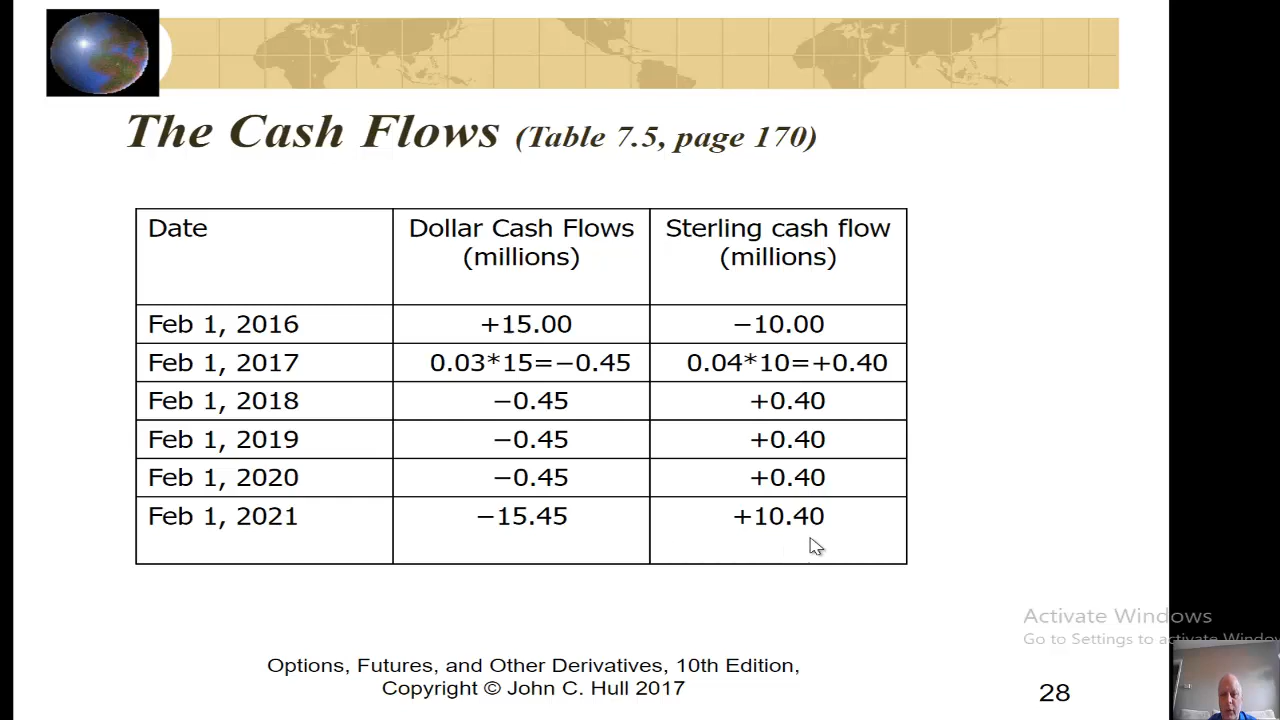 The Cash Flows (Table 7.5, page 170)
Date Dollar Cash Flows (millions) Sterling cash flow (millions)
Feb 1, 2016 +15.00 −10.00
Feb 1, 2017 0.03*15=−0.45 0.04*10=+0.40
Feb 1, 2018 −0.45 +0.40
Feb 1, 2019 −0.45 +0.40
Feb 1, 2020 −0.45 +0.40
Feb 1, 2021 −15.45 +10.40
Activate Windows
Go to Settings to activate Window
Options, Futures, and Other Derivatives, 10th Edition,
Copyright © John C. Hull 2017
28